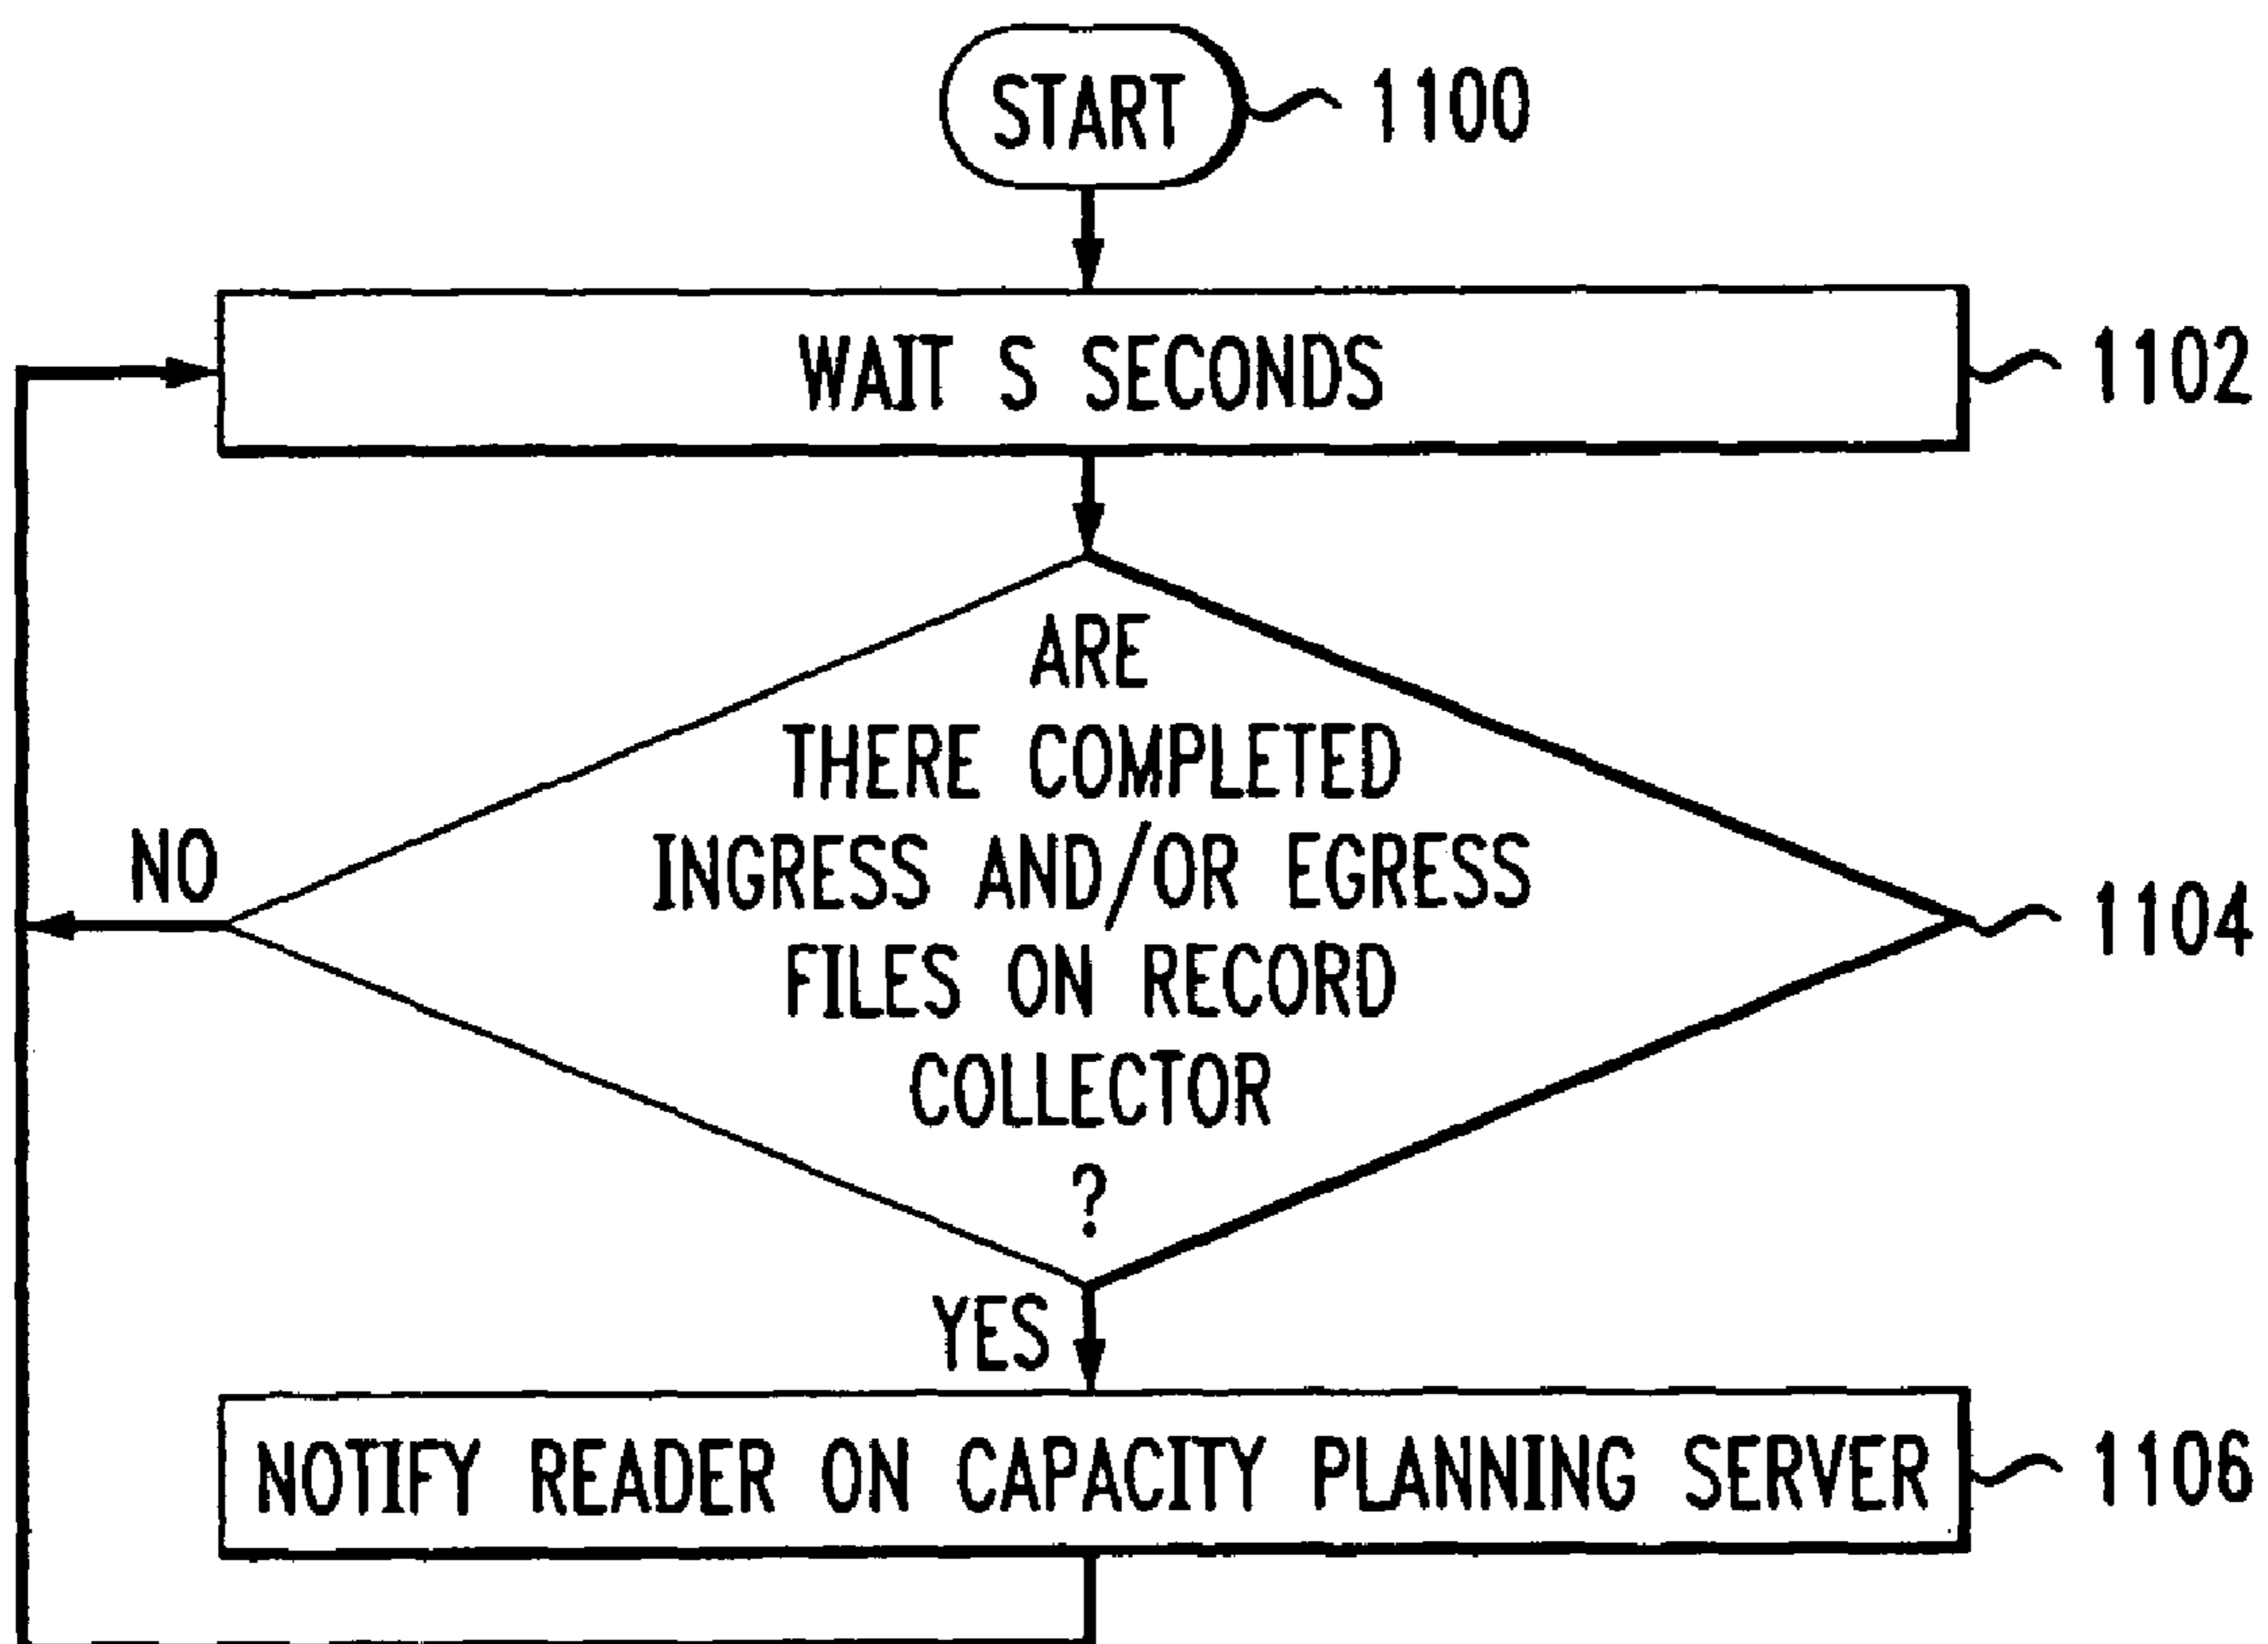 START
1100
WAIT S SECONDS
1102
ARE
THERE COMPLETED
INGRESS AND/OR EGRESS
FILES ON RECORD
COLLECTOR
?
NO
1104
YES
NOTIFY READER ON CAPACITY PLANNING SERVER
1106